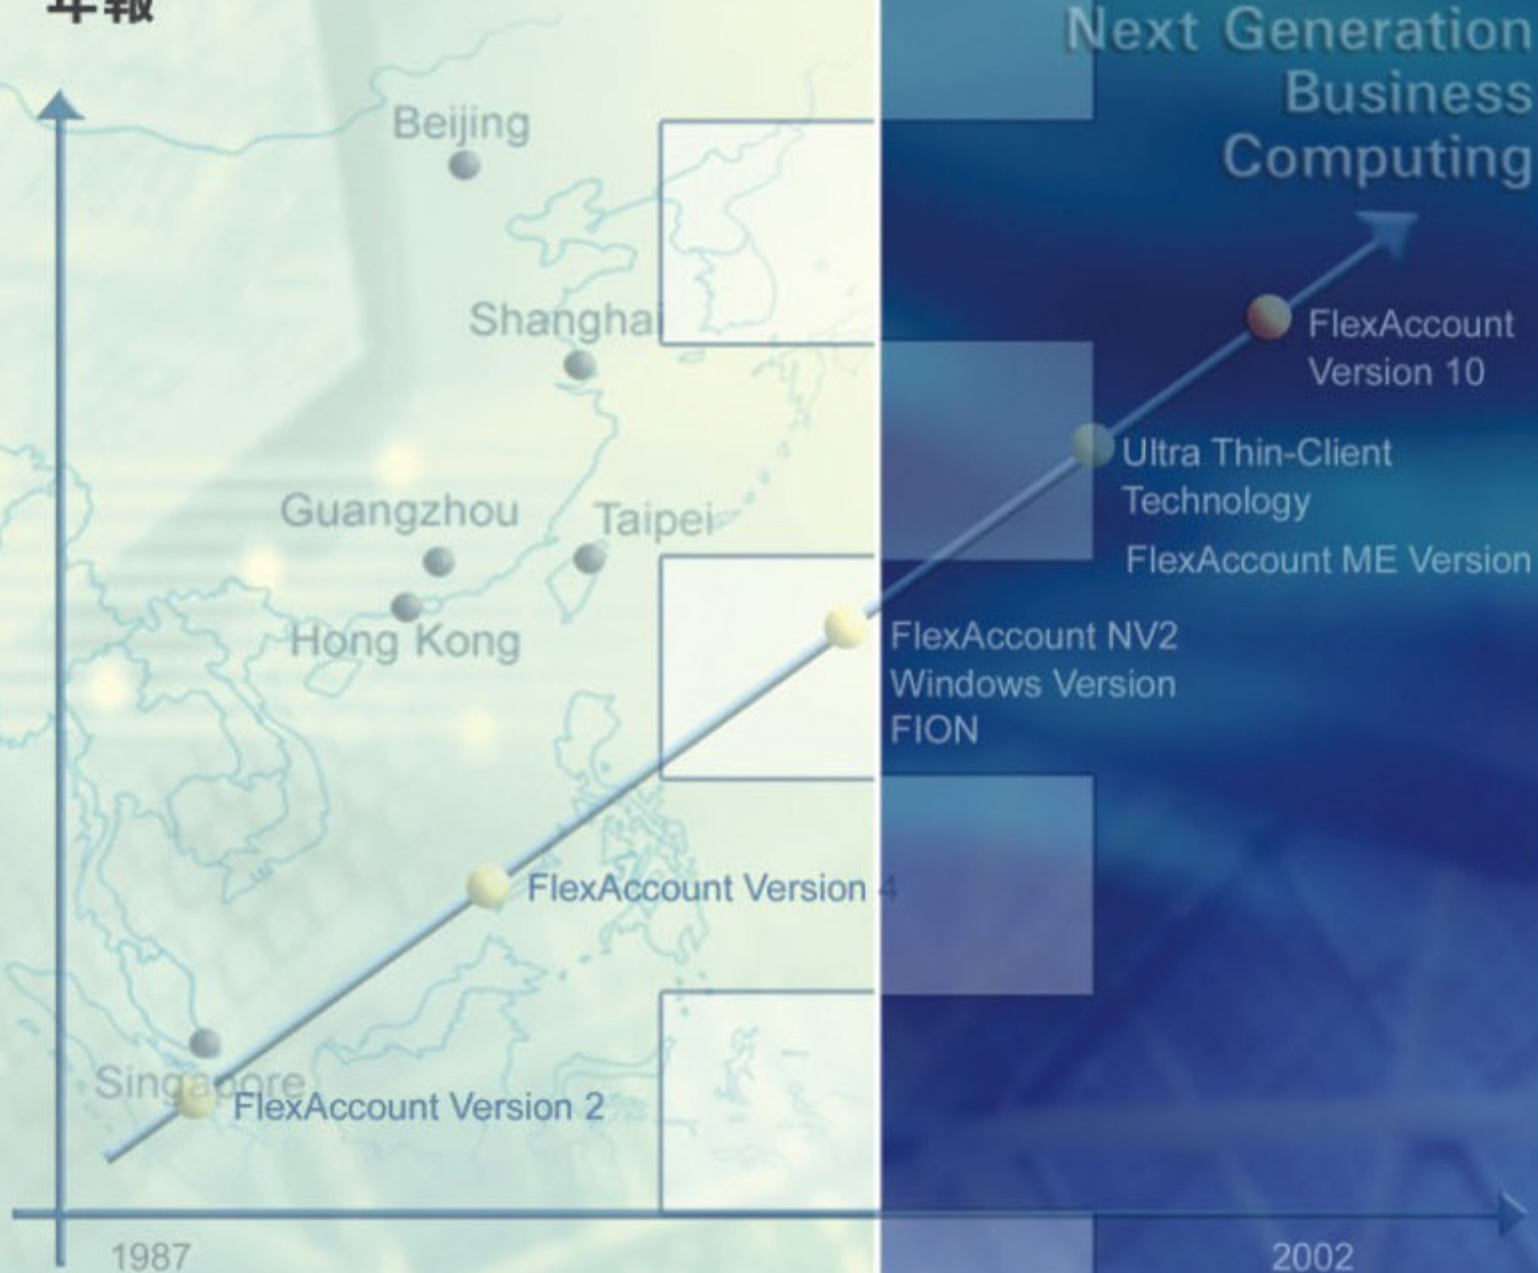 年報
Next Generation
Business
Computing
Beijing
Shanghai
FlexAccount
Version 10
Ultra Thin-Client
Technology
Guangzhou
Taipei
FlexAccount ME Version
Hong Kong
FlexAccount NV2
Windows Version
FION
FlexAccount Version 4
Singapore
FlexAccount Version 2
1987
2002